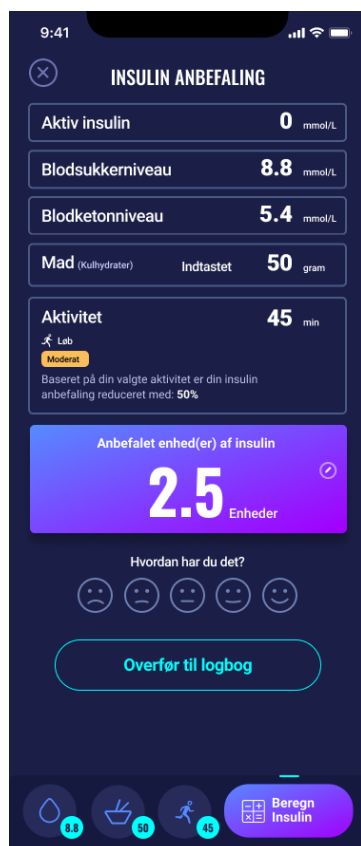 9:41
INSULIN ANBEFALING
Aktiv insulin 0 mmol/L
Blodsukkerniveau 8.8 mmol/L
Blodketonniveau 5.4 mmol/L
Mad (Kulhydrater) Indtastet 50 gram
Aktivitet 45 min
Løb
Moderat
Baseret på din valgte aktivitet er din insulin
anbefaling reduceret med: 50%
Anbefalet enhed(er) af insulin
2.5 Enheder
Hvordan har du det?
Overfør til logbog
8.8 50 45 Beregn
Insulin